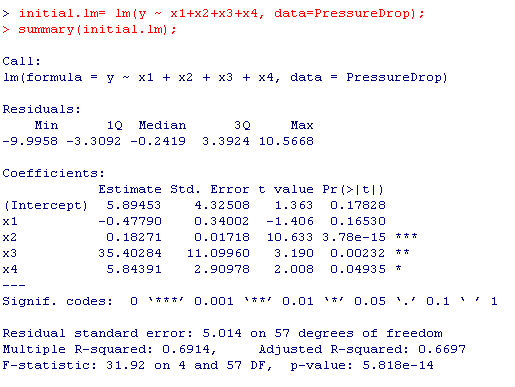 > initial.lm= lm(y ~ x1+x2+x3+x4, data=PressureDrop);
> summary(initial.lm);
Call:
lm(formula = y ~ x1 + x2 + x3 + x4, data = PressureDrop)
Residuals:
    Min      1Q  Median      3Q     Max
-9.9958 -3.3092 -0.2419  3.3924 10.5668
Coefficients:
            Estimate Std. Error t value Pr(>|t|)
(Intercept)  5.89453    4.32508   1.363  0.17828
x1          -0.47790    0.34002  -1.406  0.16530
x2           0.18271    0.01718  10.633 3.78e-15 ***
x3          35.40284   11.09960   3.190  0.00232 **
x4           5.84391    2.90978   2.008  0.04935 *
---
Signif. codes:  0 ‘***’ 0.001 ‘**’ 0.01 ‘*’ 0.05 ‘.’ 0.1 ‘ ’ 1
Residual standard error: 5.014 on 57 degrees of freedom
Multiple R-squared: 0.6914,     Adjusted R-squared: 0.6697
F-statistic: 31.92 on 4 and 57 DF,  p-value: 5.818e-14